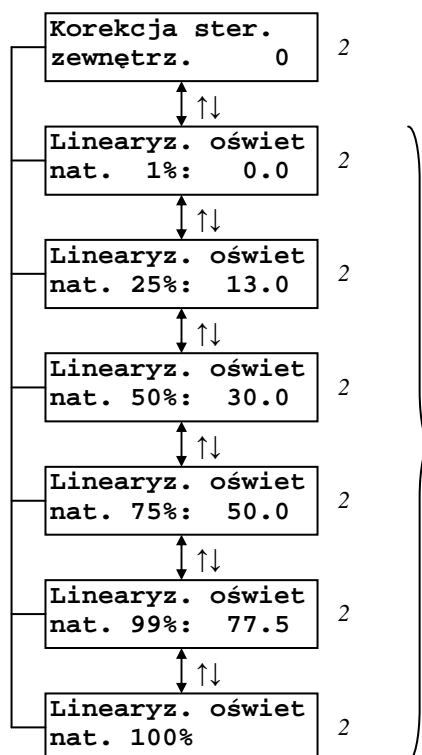 Korekcja ster.
zewnętrz. 0
2
↑↓
Linearyz. oświet
nat. 1%: 0.0
2
↑↓
Linearyz. oświet
nat. 25%: 13.0
2
↑↓
Linearyz. oświet
nat. 50%: 30.0
2
↑↓
Linearyz. oświet
nat. 75%: 50.0
2
↑↓
Linearyz. oświet
nat. 99%: 77.5
2
↑↓
Linearyz. oświet
nat. 100%
2